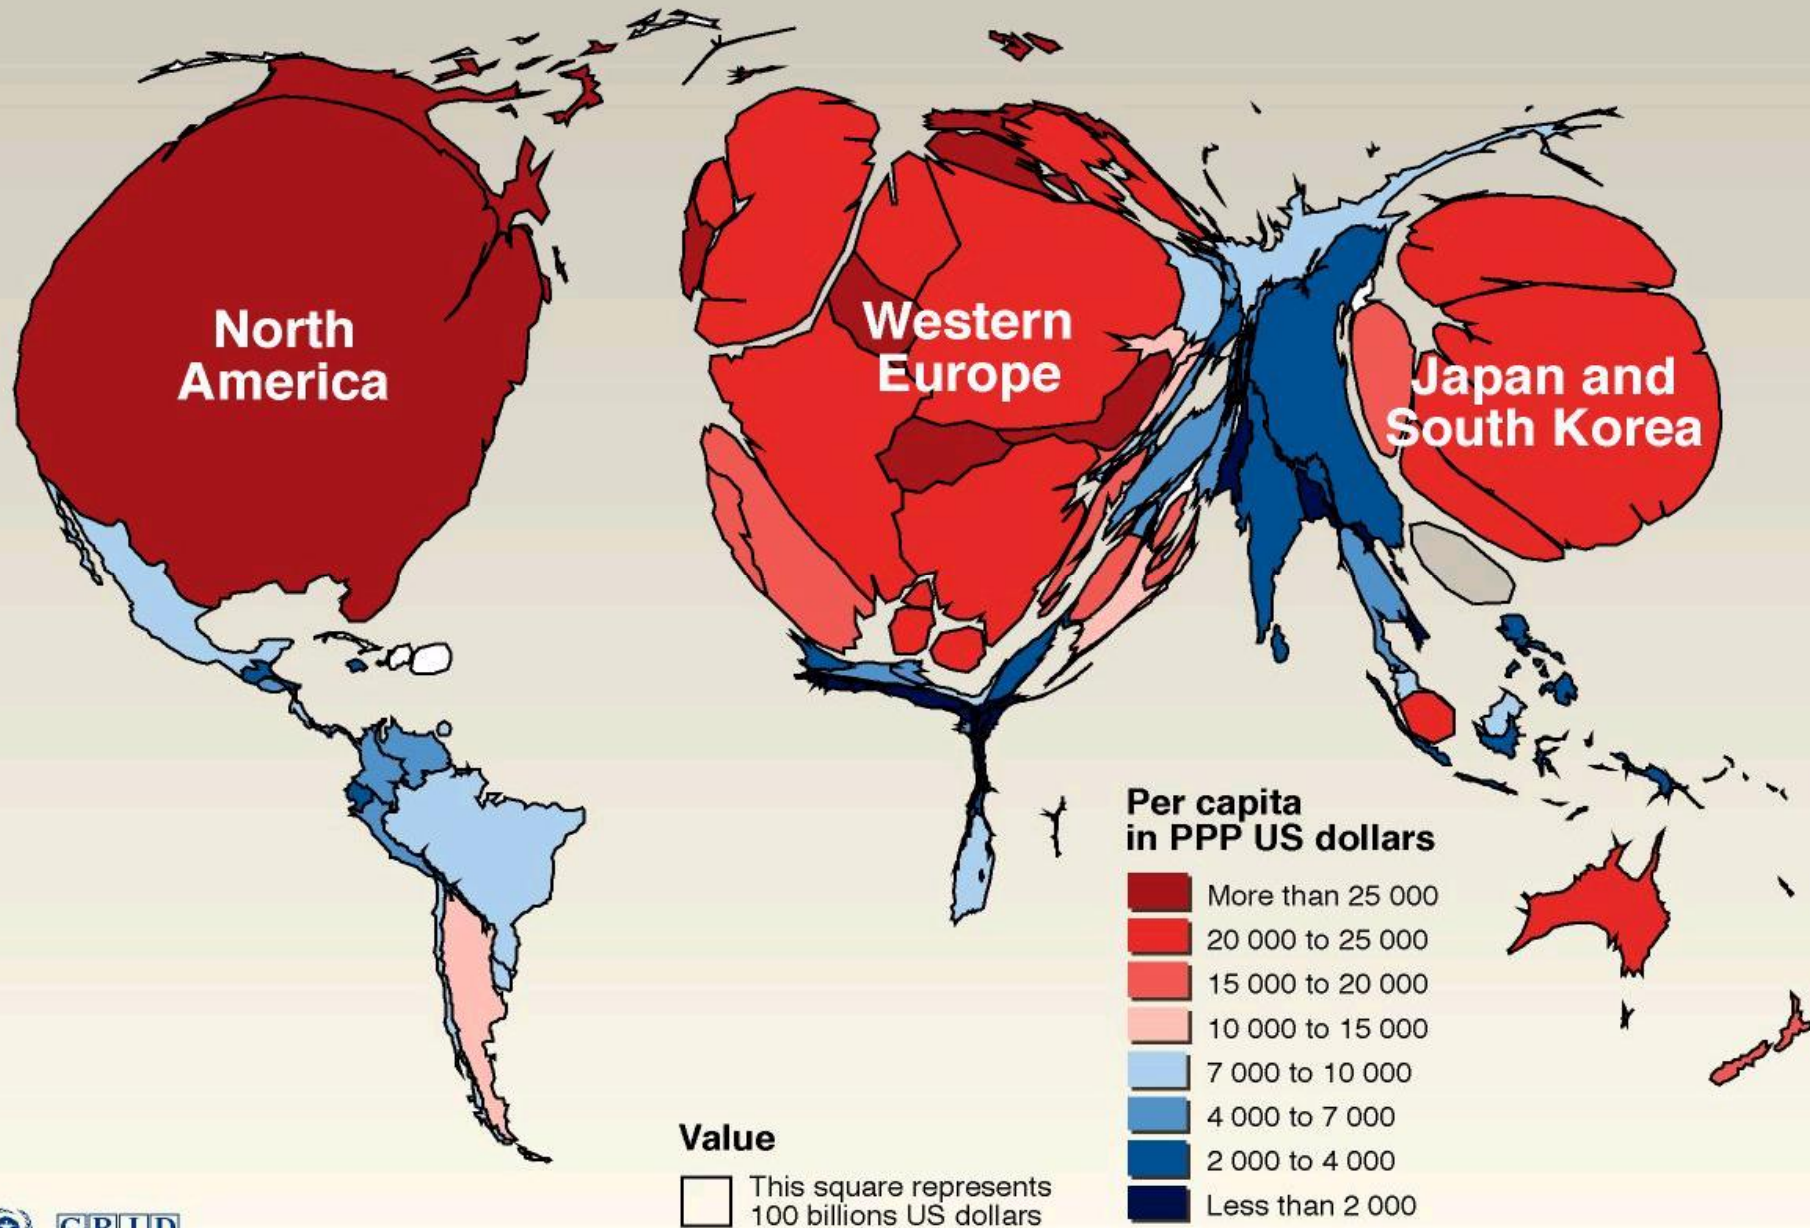 North
America
Western
Europe
Japan and
South Korea
Per capita
in PPP US dollars
More than 25 000
20 000 to 25 000
15 000 to 20 000
10 000 to 15 000
7 000 to 10 000
4 000 to 7 000
2 000 to 4 000
Less than 2 000
Value
This square represents
100 billions US dollars
GRID